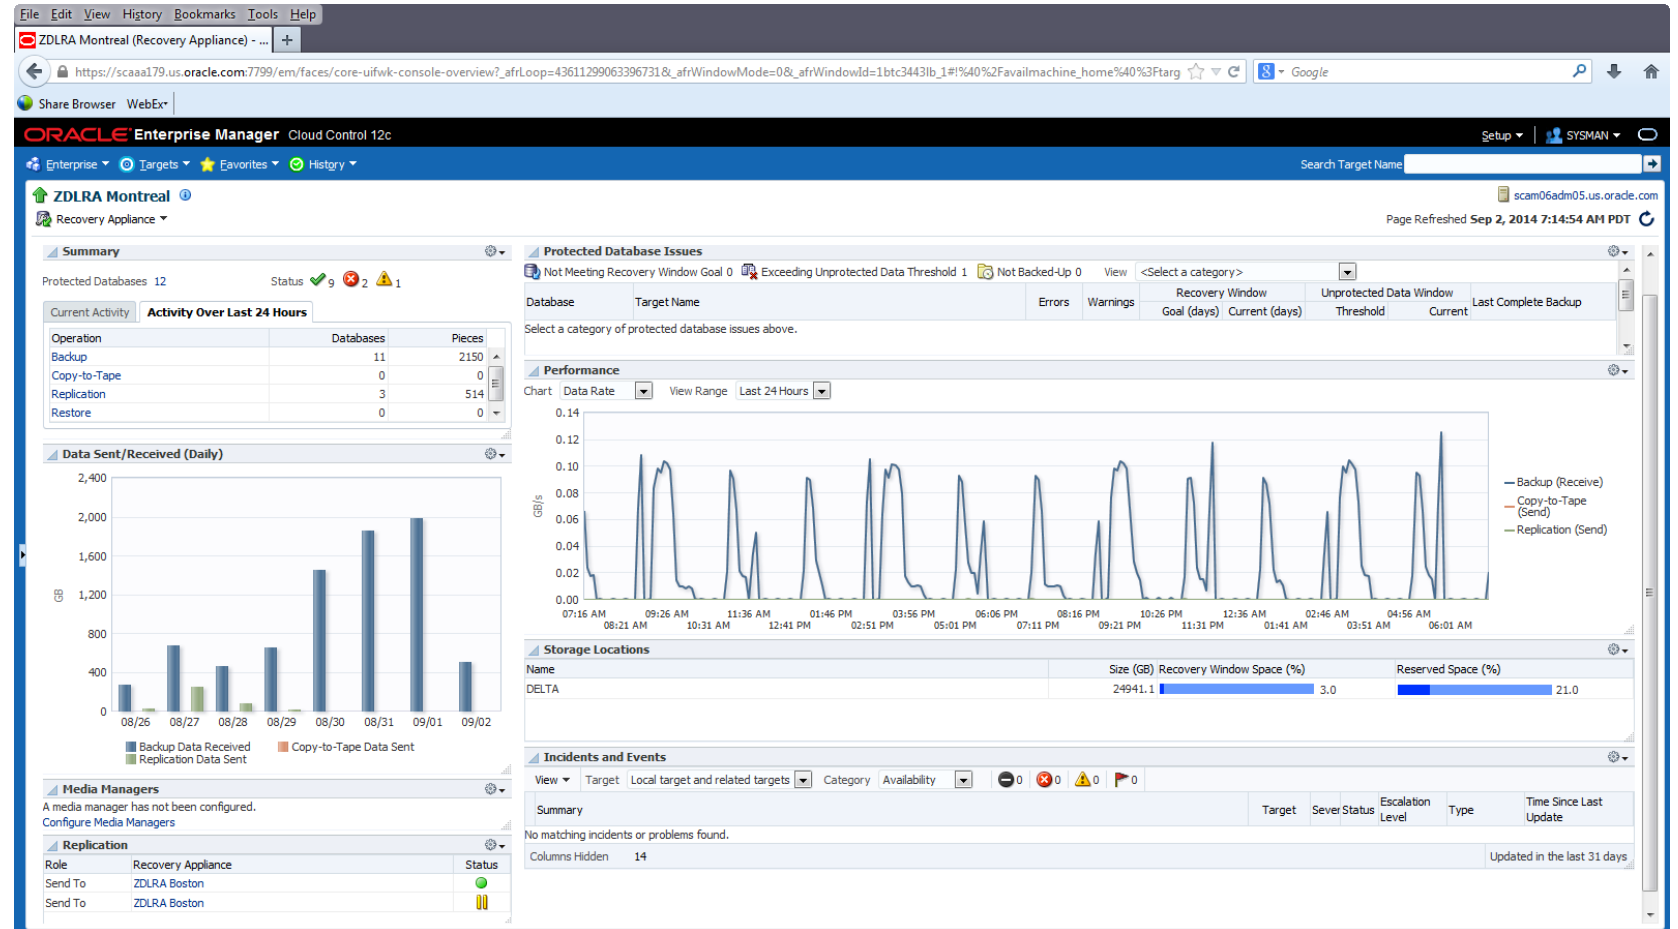 File Edit View History Bookmarks Tools Help
ZDLRA Montreal (Recovery Appliance) - ... +
https://scaaa179.us.oracle.com:7799/em/faces/core-uifwk-console-overview?_afrLoop=43611299063396731&_afrWindowMode=0&_afrWindowId=1btc3443lb_1#!%40%2Favailmachine_home%40%3Ftarg
8 Google
Share Browser WebEx
ORACLE Enterprise Manager Cloud Control 12c
Setup SYSMAN
Enterprise Targets Favorites History
Search Target Name
ZDLRA Montreal
scam06adm05.us.oracle.com
Recovery Appliance
Page Refreshed Sep 2, 2014 7:14:54 AM PDT
Summary
Protected Databases 12 Status 9 2 1
Current Activity Activity Over Last 24 Hours
Operation Databases Pieces
Backup 11 2150
Copy-to-Tape 0 0
Replication 3 514
Restore 0 0
Data Sent/Received (Daily)
2,400
2,000
1,600
1,200
800
400
0
GB
08/26 08/27 08/28 08/29 08/30 08/31 09/01 09/02
Backup Data Received Copy-to-Tape Data Sent
Replication Data Sent
Media Managers
A media manager has not been configured.
Configure Media Managers
Replication
Role Recovery Appliance Status
Send To ZDLRA Boston
Send To ZDLRA Boston
Protected Database Issues
Not Meeting Recovery Window Goal 0 Exceeding Unprotected Data Threshold 1 Not Backed-Up 0 View <Select a category>
Database Target Name Errors Warnings Recovery Window Unprotected Data Window Last Complete Backup
Goal (days) Current (days) Threshold Current
Select a category of protected database issues above.
Performance
Chart Data Rate View Range Last 24 Hours
0.14
0.12
0.10
0.08
0.06
0.04
0.02
0.00
GB/s
07:16 AM 09:26 AM 11:36 AM 01:46 PM 03:56 PM 06:06 PM 08:16 PM 10:26 PM 12:36 AM 02:46 AM 04:56 AM
08:21 AM 10:31 AM 12:41 PM 02:51 PM 05:01 PM 07:11 PM 09:21 PM 11:31 PM 01:41 AM 03:51 AM 06:01 AM
Backup (Receive)
Copy-to-Tape
(Send)
Replication (Send)
Storage Locations
Name Size (GB) Recovery Window Space (%) Reserved Space (%)
DELTA 24941.1 3.0 21.0
Incidents and Events
View Target Local target and related targets Category Availability 0 0 0 0
Summary Target Sever Status Escalation Level Type Time Since Last Update
No matching incidents or problems found.
Columns Hidden 14 Updated in the last 31 days